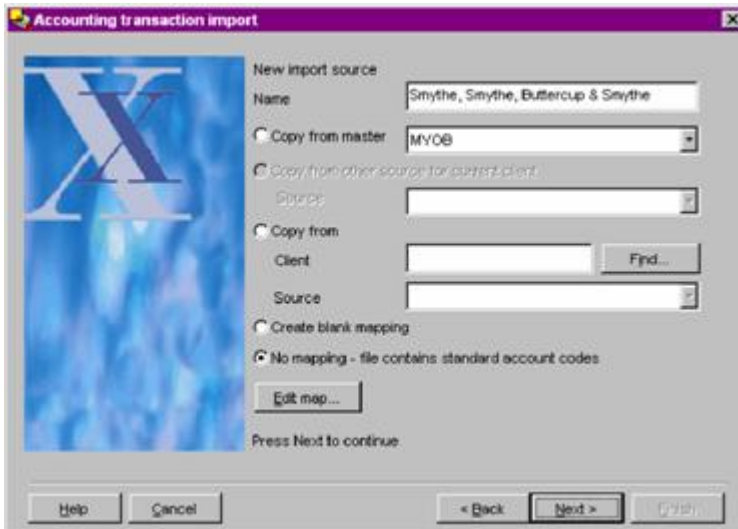 Accounting transaction import
XX
New import source
Name Smythe, Smythe, Buttercup & Smythe
Copy from master MYOB
Copy from other source for current client
Source
Copy from
Client Find...
Source
Create blank mapping
No mapping - file contains standard account codes
Edit map...
Press Next to continue
Help Cancel < Back Next > Finish